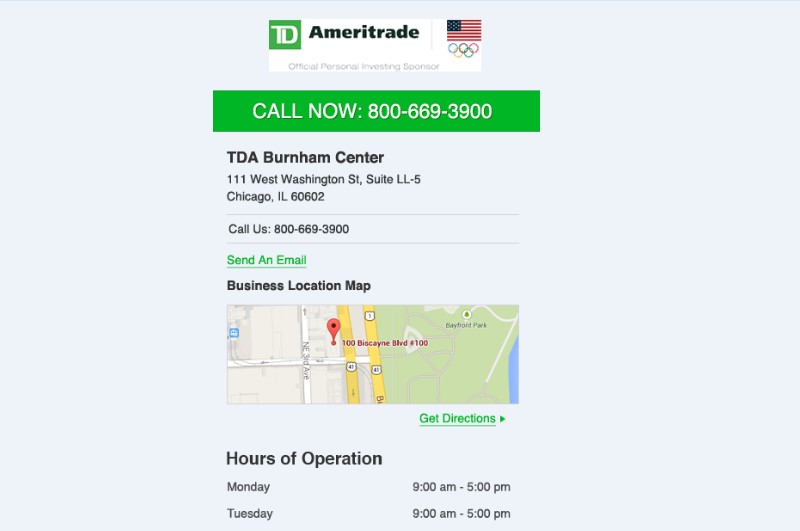 TD Ameritrade
Official Personal Investing Sponsor
CALL NOW: 800-669-3900
TDA Burnham Center
111 West Washington St, Suite LL-5
Chicago, IL 60602
Call Us: 800-669-3900
Send An Email
Business Location Map
1
Bayfront Park
100 Biscayne Blvd #100
NE 3rd Ave
41
41
B
Get Directions
Hours of Operation
Monday 9:00 am - 5:00 pm
Tuesday 9:00 am - 5:00 pm